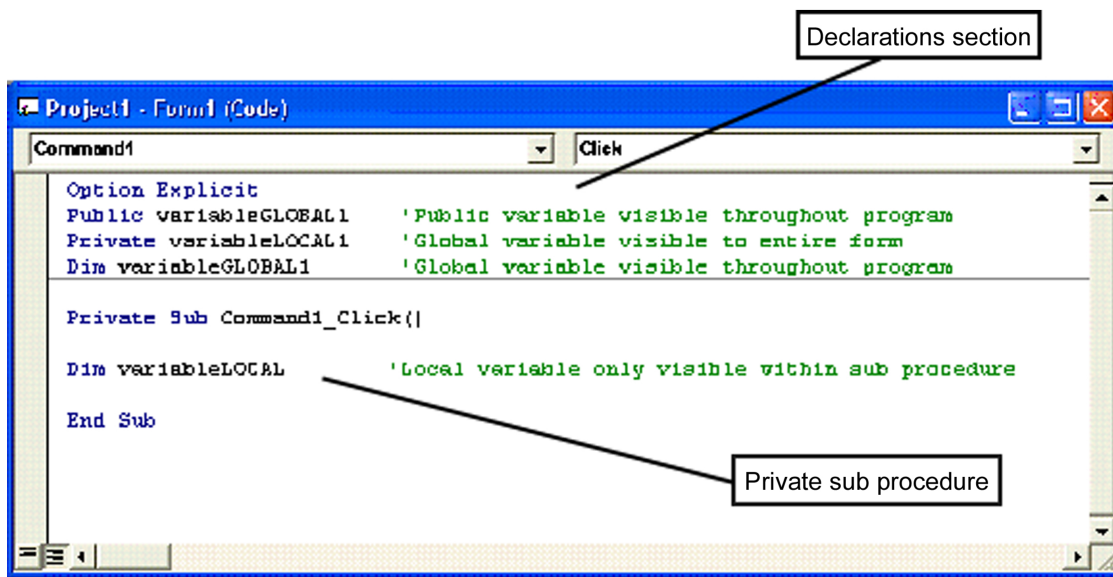 Declarations section
Project1 - Form1 (Code)
Command1 Click
Option Explicit
Public variableGLOBAL1 'Public variable visible throughout program
Private variableLOCAL1 'Global variable visible to entire form
Dim variableGLOBAL1 'Global variable visible throughout program
Private Sub Command1_Click()
Dim variableLOCAL 'Local variable only visible within sub procedure
End Sub
Private sub procedure